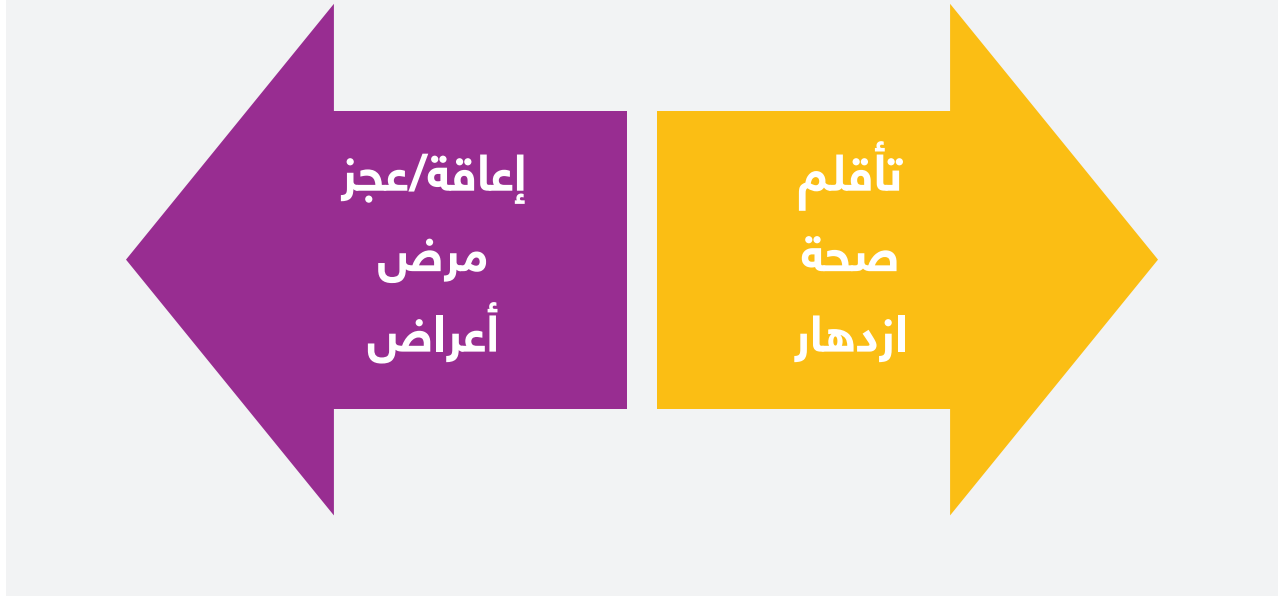 تأقلم
صحة
ازدهار
إعاقة/عجز
مرض
أعراض